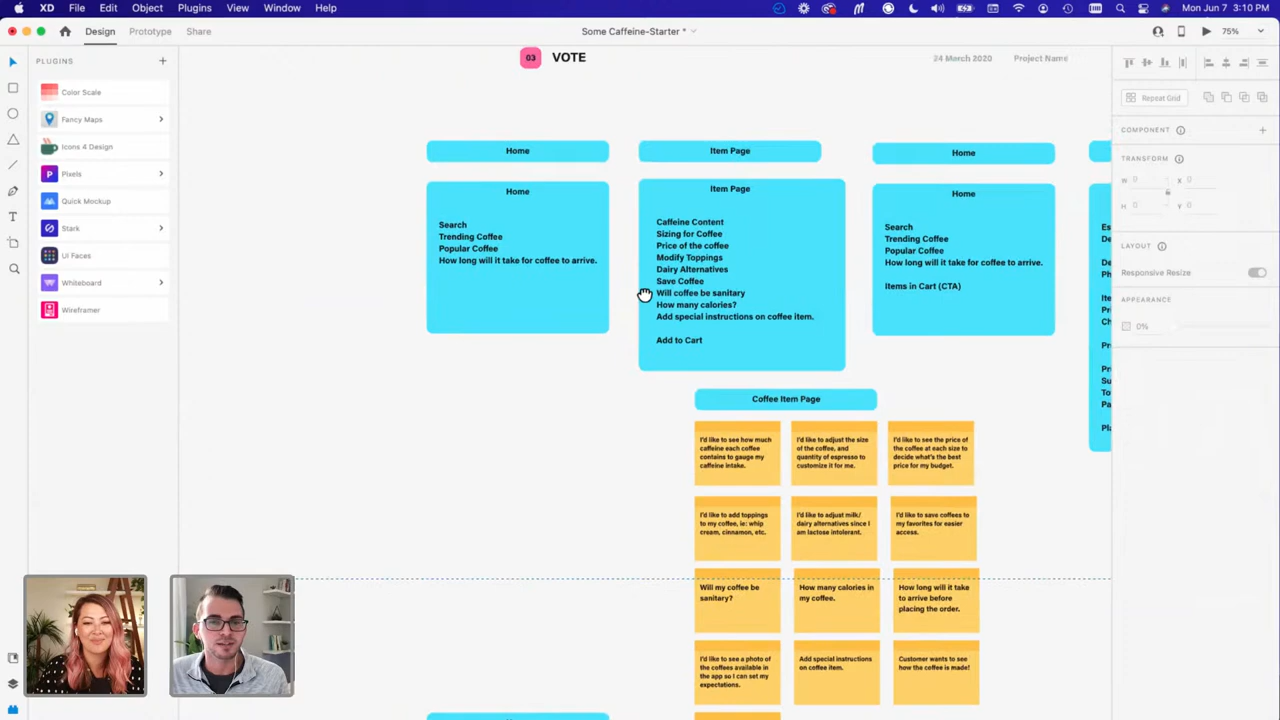 XD File Edit Object Plugins View Window Help
Mon Jun 7 3:31 PM
Design Prototype Share
Some Caffeine-Starter *
75%
PLUGINS
Color Scale
Fancy Maps
Icons 4 Design
Pixels
Quick Mockup
Stark
Ui Faces
Whiteboard
Wireframer
03 VOTE
24 March 2020 Project Name
Home
Item Page
Home
Home
Search
Trending Coffee
Popular Coffee
How long will it take for coffee to arrive.
Item Page
Caffeine Content
Sizing for Coffee
Price of the coffee
Modify Toppings
Dairy Alternatives
Save Coffee
Will coffee be sanitary
How many calories?
Add special instructions on coffee item.
Add to Cart
Home
Search
Trending Coffee
Popular Coffee
How long will it take for coffee to arrive.
Items in Cart (CTA)
Coffee Item Page
I'd like to see how much
caffeine each coffee
contains to gauge my
caffeine intake.
I'd like to adjust the size
of the coffee, and
quantity of espresso to
customize it for me.
I'd like to see the price of
the coffee at each size to
decide what's the best
price for my budget.
I'd like to add toppings
to my coffee, ie: whip
cream, cinnamon, etc.
I'd like to adjust milk/
dairy alternatives since I
am lactose intolerant.
I'd like to save coffees to
my favorites for easier
access.
Will my coffee be
sanitary?
How many calories in
my coffee.
How long will it take
to arrive before
placing the order.
I'd like to see a photo of
the coffees available in
the app so I can set my
expectations.
Add special instructions
on coffee item.
Customer wants to see
how the coffee is made!
Repeat Grid
COMPONENT
TRANSFORM
W 0 X 0
H 0 Y 0
LAYOUT
Responsive Resize
APPEARANCE
0%